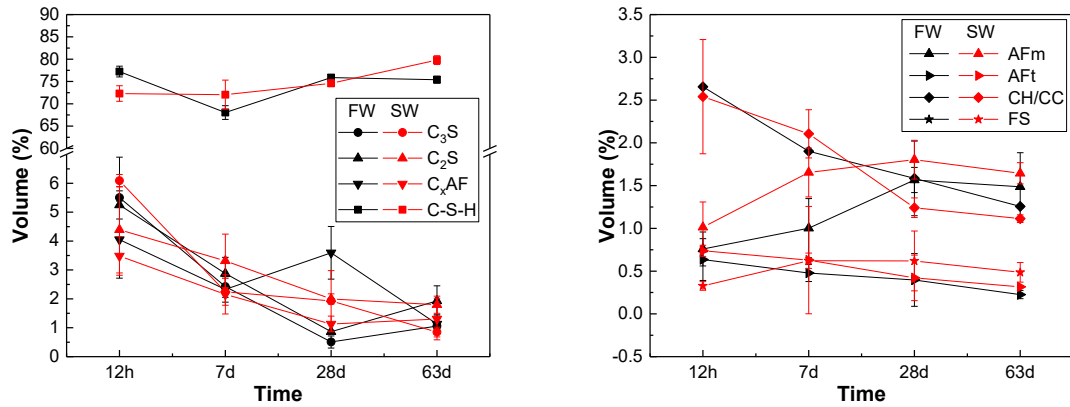 90
85
80
75
70
65
60
6
5
4
3
2
1
0
Volume (%)
12h 7d 28d 63d
Time
FW SW
C₃S
C₂S
CₓAF
C-S-H
3.5
3.0
2.5
2.0
1.5
1.0
0.5
0.0
-0.5
Volume (%)
12h 7d 28d 63d
Time
FW SW
AFm
AFt
CH/CC
FS